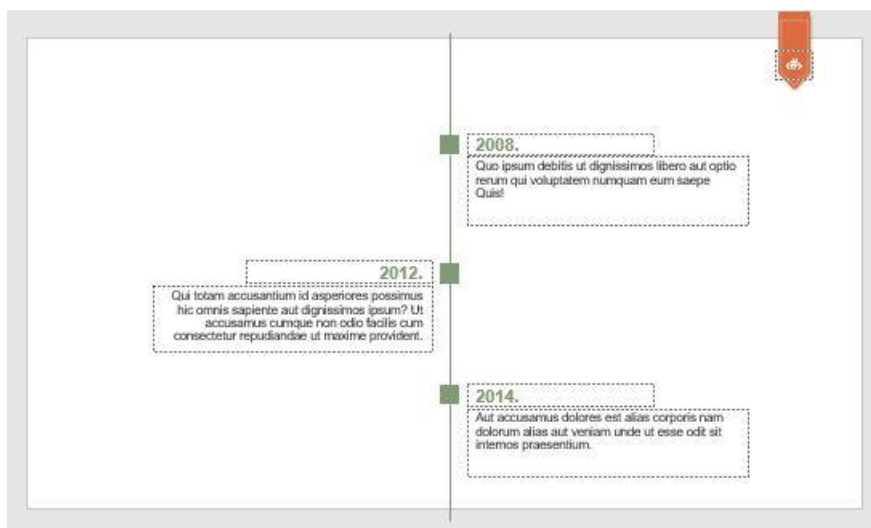 2008.
Quo ipsum debitis ut dignissimos libero aut optio
rerum qui voluptatem numquam eum saepe
Quis!
2012.
Qui totam accusantium id asperiores possimus
hic omnis sapiente aut dignissimos ipsum? Ut
accusamus cumque non odio facilis cum
consectetur repudiandae ut maxime provident.
2014.
Aut accusamus dolores est alias corporis nam
dolorum alias aut veniam unde ut esse odit sit
internos praesentium.